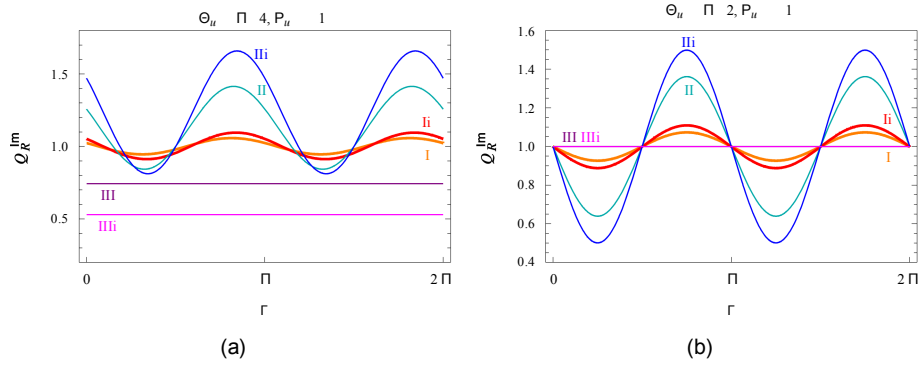 Θu Π 4, Pu 1
QR Im
1.5
1.0
0.5
IIi
II
Ii
I
III
IIIi
0 Π 2 Π
Γ
(a)
Θu Π 2, Pu 1
QR Im
1.6
1.4
1.2
1.0
0.8
0.6
0.4
IIi
II
Ii
III IIIi
I
0 Π 2 Π
Γ
(b)